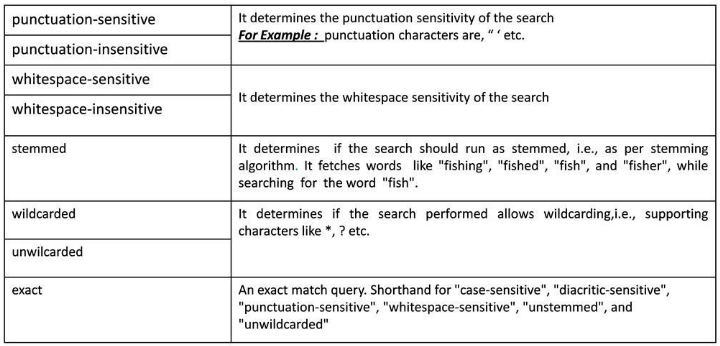 punctuation-sensitive
It determines the punctuation sensitivity of the search
For Example : punctuation characters are, “ ‘ etc.
punctuation-insensitive
whitespace-sensitive
whitespace-insensitive
It determines the whitespace sensitivity of the search
stemmed
It determines if the search should run as stemmed, i.e., as per stemming
algorithm. It fetches words like "fishing", "fished", "fish", and "fisher", while
searching for the word "fish".
wildcarded
It determines if the search performed allows wildcarding,i.e., supporting
characters like *, ? etc.
unwilcarded
exact
An exact match query. Shorthand for "case-sensitive", "diacritic-sensitive",
"punctuation-sensitive", "whitespace-sensitive", "unstemmed", and
"unwildcarded"